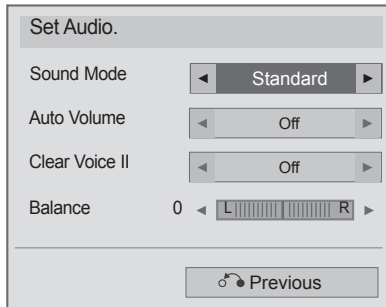 Set Audio.
Sound Mode ◄ Standard ►
Auto Volume ◄ Off ►
Clear Voice II ◄ Off ►
Balance 0 ◄ L R ►
Previous